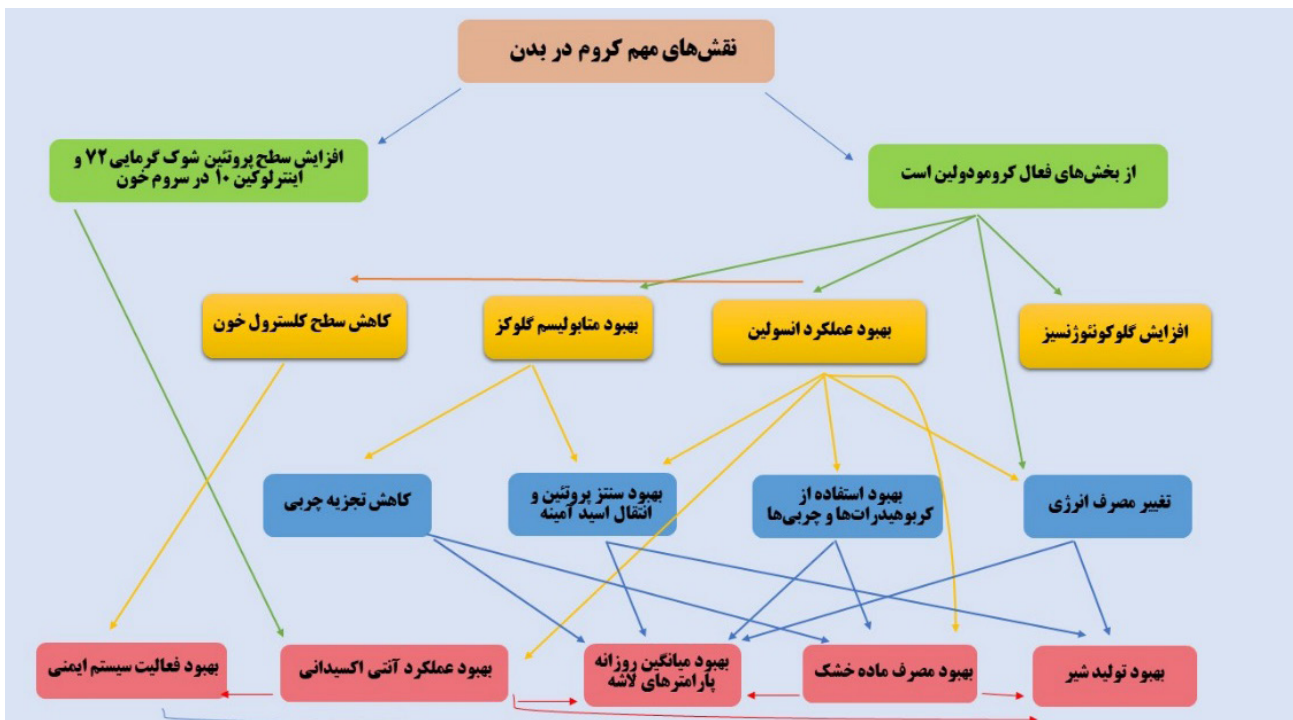 نقش‌های مهم کروم در بدن
افزایش سطح پروتئین شوک گرمایی ۷۲ و
اینترلوکین ۱۰ در سروم خون
از بخش‌های فعال کرومودولین است
کاهش سطح کلسترول خون
بهبود متابولیسم گلوکز
بهبود عملکرد انسولین
افزایش گلوکونئوژنسیز
کاهش تجزیه چربی
بهبود سنتز پروتئین و
انتقال اسید آمینه
بهبود استفاده از
کربوهیدرات‌ها و چربی‌ها
تغییر مصرف انرژی
بهبود فعالیت سیستم ایمنی
بهبود عملکرد آنتی اکسیدانی
بهبود میانگین روزانه
پارامترهای لاشه
بهبود مصرف ماده خشک
بهبود تولید شیر